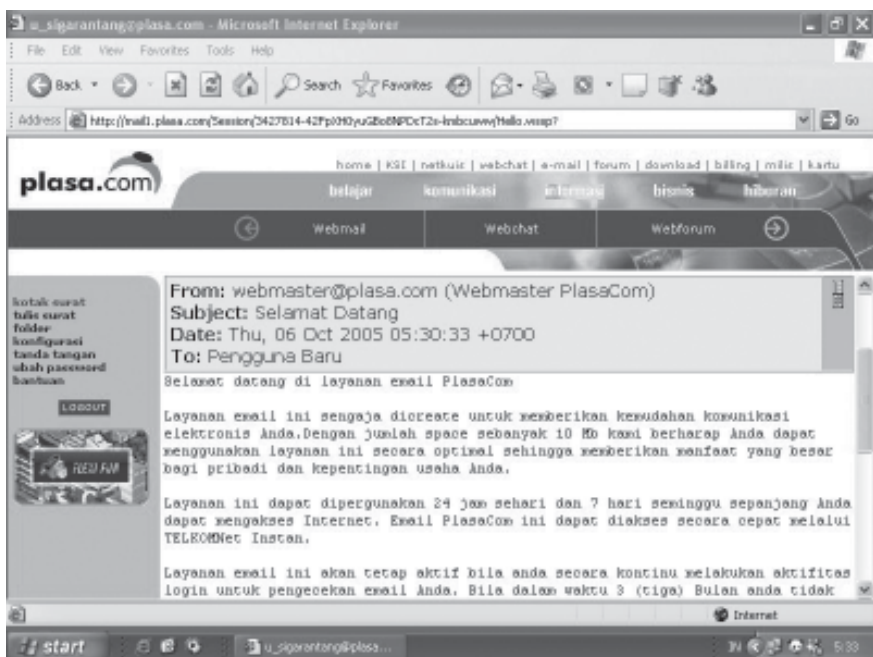 u_sigarantang@plasa.com - Microsoft Internet Explorer
File Edit View Favorites Tools Help
Back Search Favorites
Address Go
plasa.com
home | KSI | netkuis | webchat | e-mail | forum | download | billing | milis | kartu
belajar komunikasi informasi bisnis hiburan
Webmail Webchat Webforum
kotak surat
tulis surat
folder
konfigurasi
tanda tangan
ubah password
bantuan
LOGOUT
FLEXI FUN
From: webmaster@plasa.com (Webmaster PlasaCom)
Subject: Selamat Datang
Date: Thu, 06 Oct 2005 05:30:33 +0700
To: Pengguna Baru
Selamat datang di layanan email PlasaCom
Layanan email ini sengaja dicreate untuk memberikan kemudahan komunikasi
elektronis Anda.Dengan jumlah space sebanyak 10 Mb kami berharap Anda dapat
menggunakan layanan ini secara optimal sehingga memberikan manfaat yang besar
bagi pribadi dan kepentingan usaha Anda.
Layanan ini dapat dipergunakan 24 jam sehari dan 7 hari seminggu sepanjang Anda
dapat mengakses Internet. Email PlasaCom ini dapat diakses secara cepat melalui
TELKOMNet Instan.
Layanan email ini akan tetap aktif bila anda secara kontinu melakukan aktifitas
login untuk pengecekan email Anda. Bila dalam waktu 3 (tiga) Bulan anda tidak
Internet
start u_sigarantang@plasa... IN 5:33